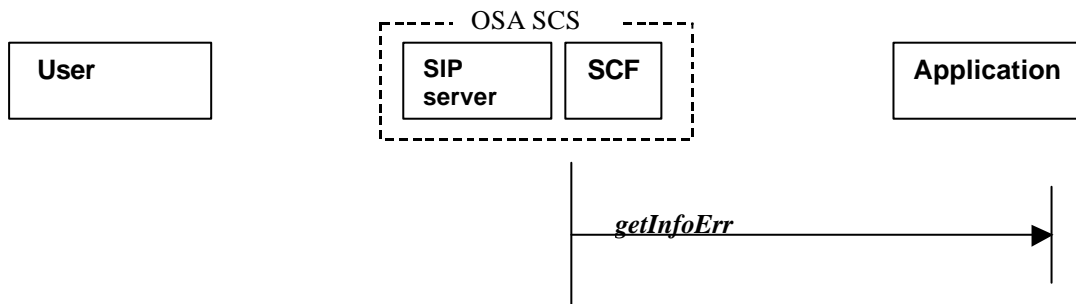 OSA SCS
User
SIP
server
SCF
Application
getInfoErr